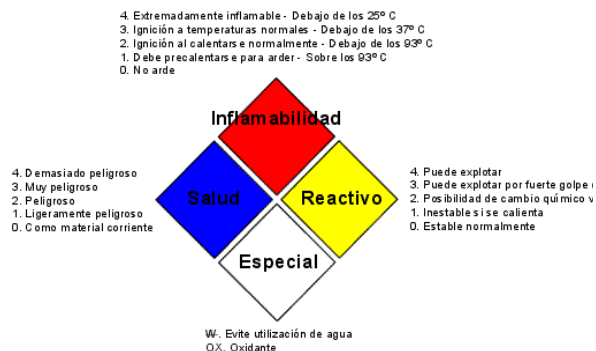 4. Extremadamente inflamable - Debajo de los 25º C
3. Ignición a temperaturas normales - Debajo de los 37º C
2. Ignición al calentarse normalmente - Debajo de los 93º C
1. Debe precalentarse para arder - Sobre los 93º C
0. No arde
Inflamabilidad
4. Demasiado peligroso
3. Muy peligroso
2. Peligroso
1. Ligeramente peligroso
0. Como material corriente
Salud
Reactivo
4. Puede explotar
3. Puede explotar por fuerte golpe
2. Posibilidad de cambio químico
1. Inestable si se calienta
0. Estable normalmente
Especial
W. Evite utilización de agua
OX. Oxidante